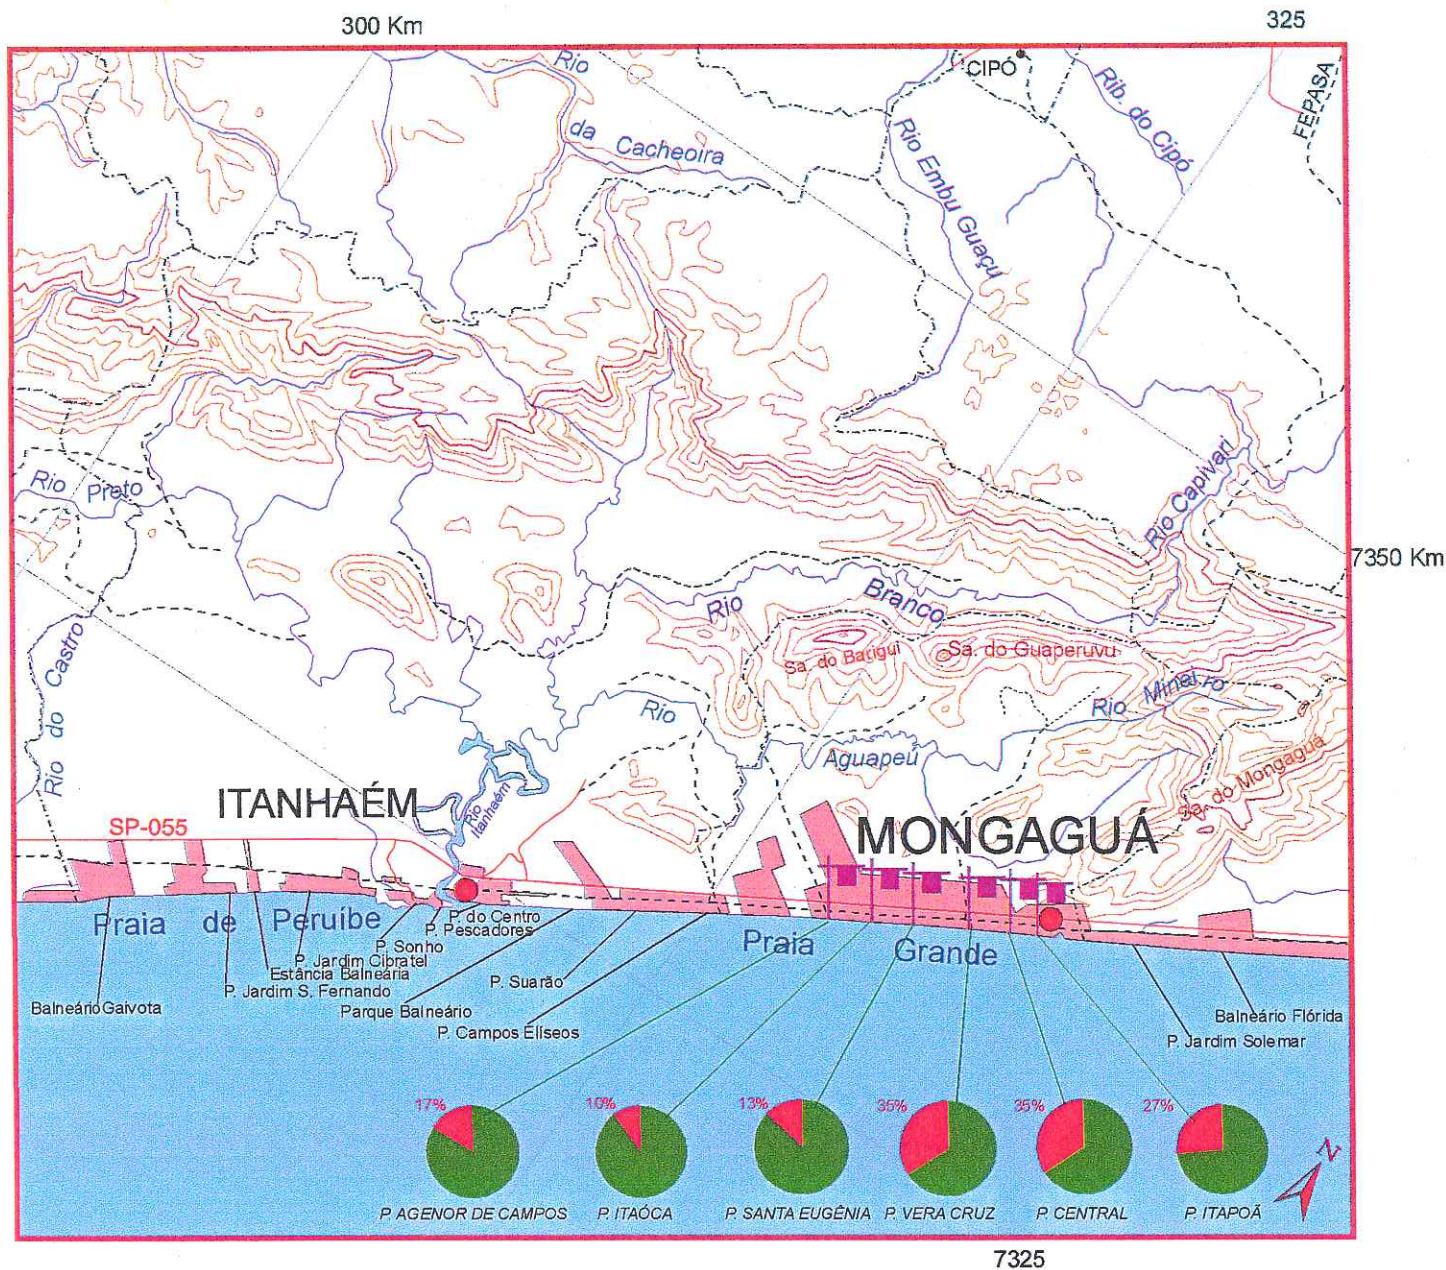 300 Km
325
Rio
da Cacheoira
CIPÓ
Rib. do Cipó
FEPASA
Rio Embu Guaçu
Rio Preto
Rio Capivari
7350 Km
Rio Branco
Sa. do Barigui
Sa. do Guaperuvu
Rio do Castro
Rio Mineiro
Rio
Aguapeú
Sa. do Mongaguá
ITANHAÉM
Rio
Itanhaém
MONGAGUÁ
SP-055
Praia de Peruíbe
P. do Centro
P. Pescadores
P. Sonho
P. Jardim Cibratel
Estância Balneária
P. Jardim S. Fernando
Balneário Gaivota
Parque Balneário
P. Suarão
P. Campos Elíseos
Praia Grande
Balneário Flórida
P. Jardim Solemar
17%
10%
13%
35%
35%
27%
N
P. AGENOR DE CAMPOS
P. ITAÓCA
P. SANTA EUGÊNIA
P. VERA CRUZ
P. CENTRAL
P. ITAPOÃ
7325